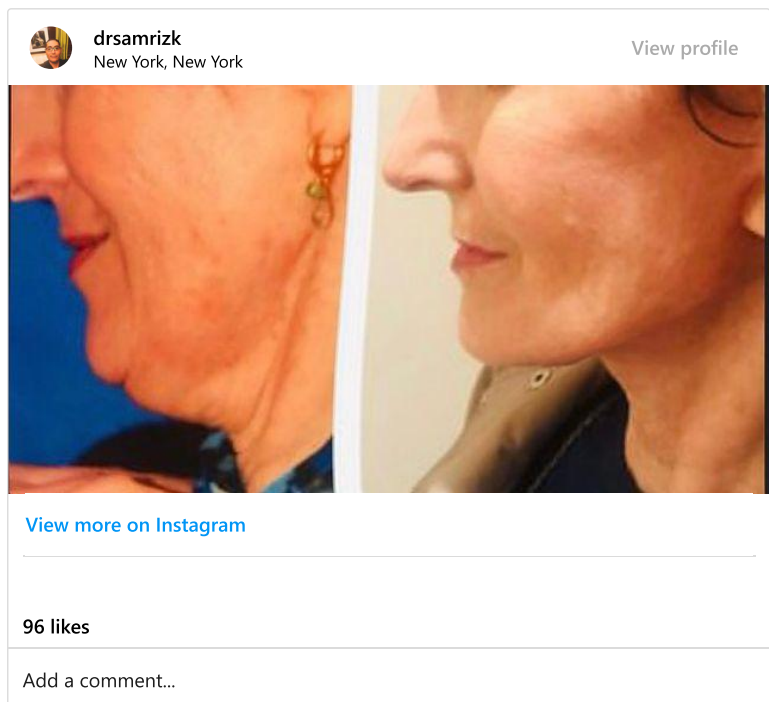 drsamrizk
New York, New York
View profile
View more on Instagram
96 likes
Add a comment...